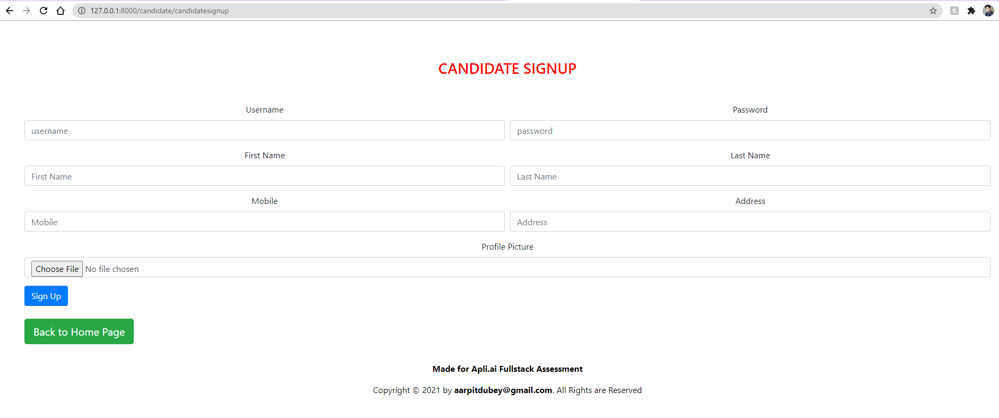 127.0.0.1:8000/candidate/candidatesignup
CANDIDATE SIGNUP
Username Password
username password
First Name Last Name
First Name Last Name
Mobile Address
Mobile Address
Profile Picture
Choose File No file chosen
Sign Up
Back to Home Page
Made for Apli.ai Fullstack Assessment
Copyright © 2021 by aarpitdubey@gmail.com. All Rights are Reserved